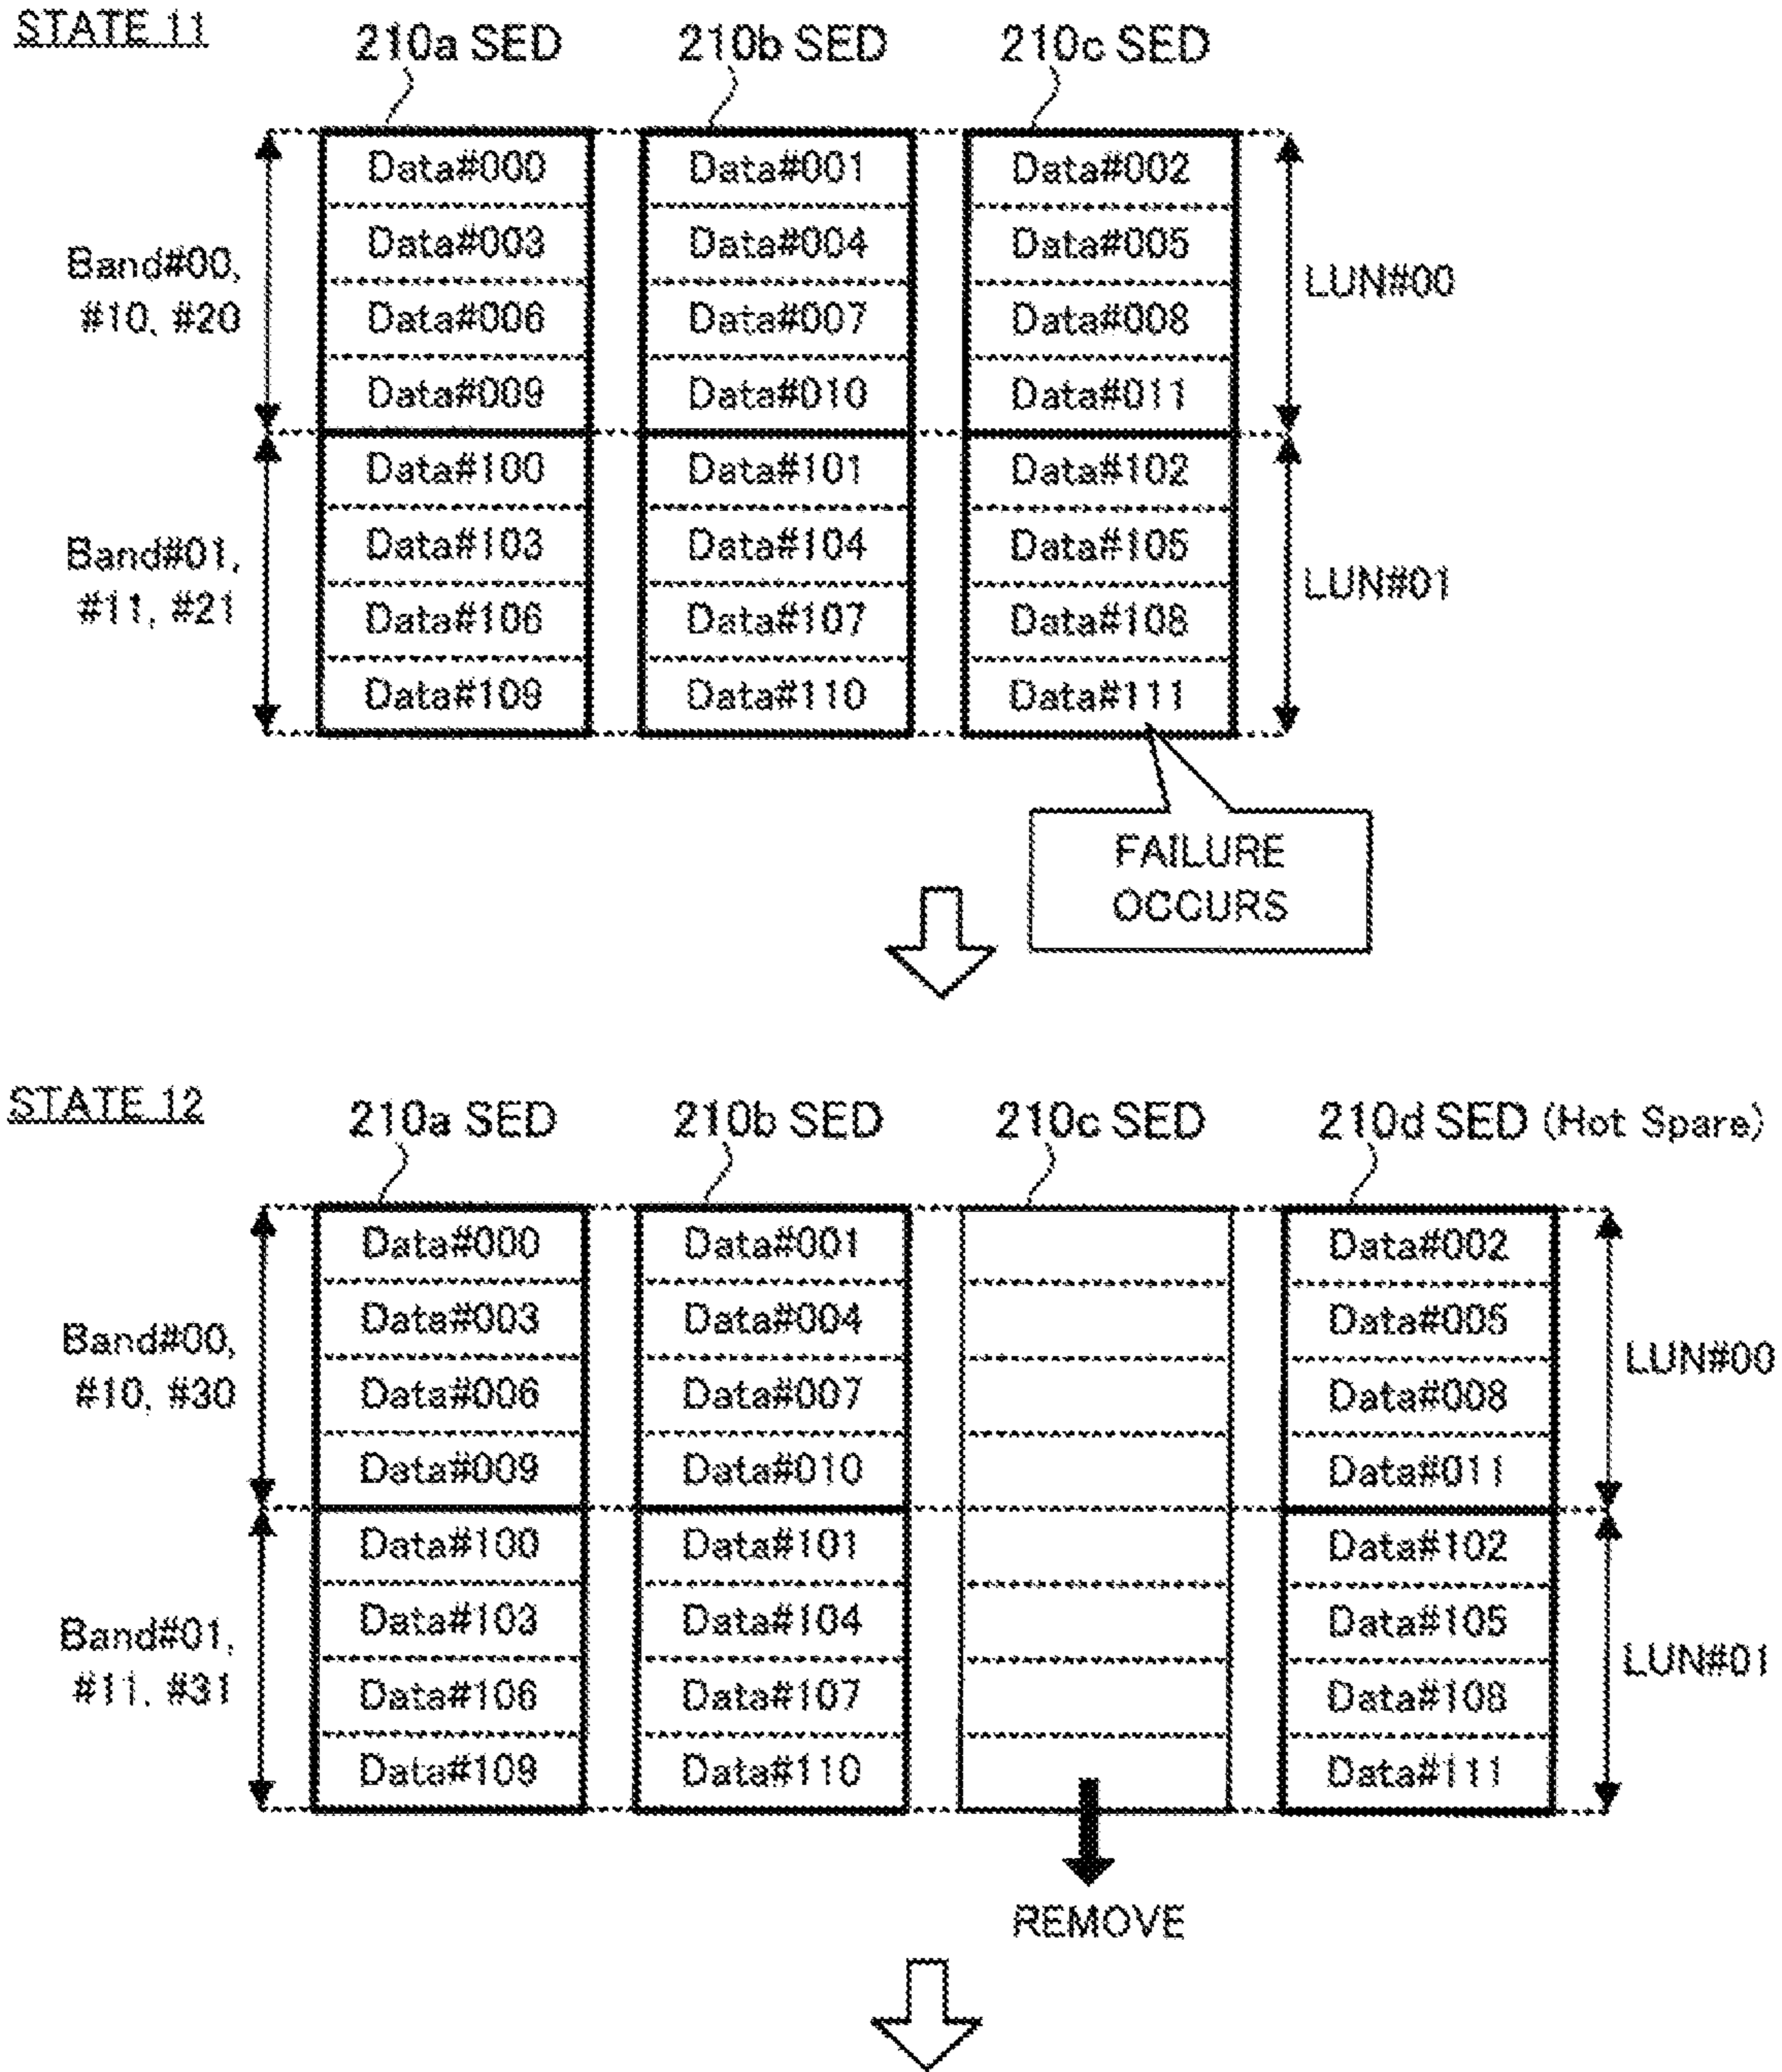 STATE 11
210a SED 210b SED 210c SED
Data#000 Data#001 Data#002
Data#003 Data#004 Data#005
Band#00,
#10, #20
LUN#00
Data#006 Data#007 Data#008
Data#009 Data#010 Data#011
Data#100 Data#101 Data#102
Data#103 Data#104 Data#105
Band#01,
#11, #21
LUN#01
Data#106 Data#107 Data#108
Data#109 Data#110 Data#111
FAILURE
OCCURS
STATE 12
210a SED 210b SED 210c SED 210d SED (Hot Spare)
Data#000 Data#001 Data#002
Data#003 Data#004 Data#005
Band#00,
#10, #30
LUN#00
Data#006 Data#007 Data#008
Data#009 Data#010 Data#011
Data#100 Data#101 Data#102
Data#103 Data#104 Data#105
Band#01,
#11, #31
LUN#01
Data#106 Data#107 Data#108
Data#109 Data#110 Data#111
REMOVE